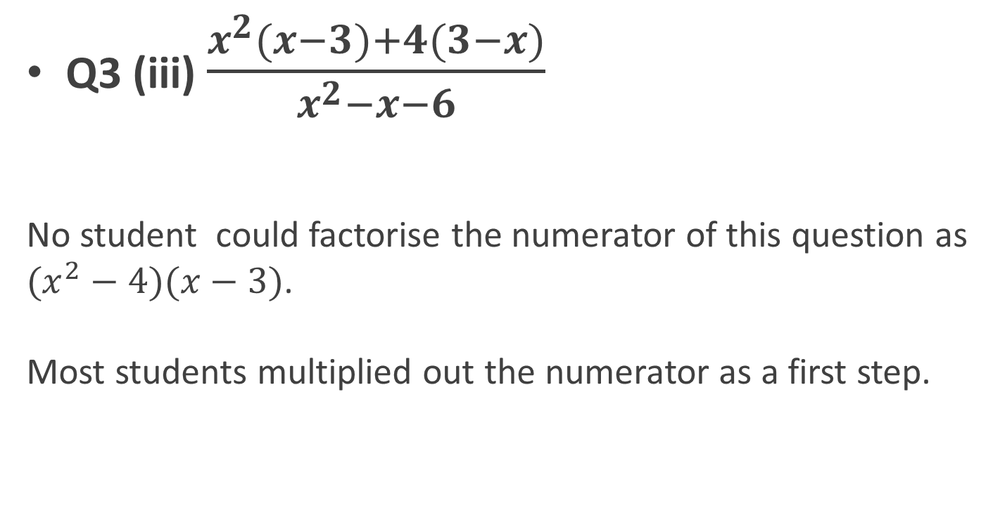 • Q3 (iii) $\frac{x^2(x-3)+4(3-x)}{x^2-x-6}$
No student could factorise the numerator of this question as
$(x^2 - 4)(x - 3)$.
Most students multiplied out the numerator as a first step.